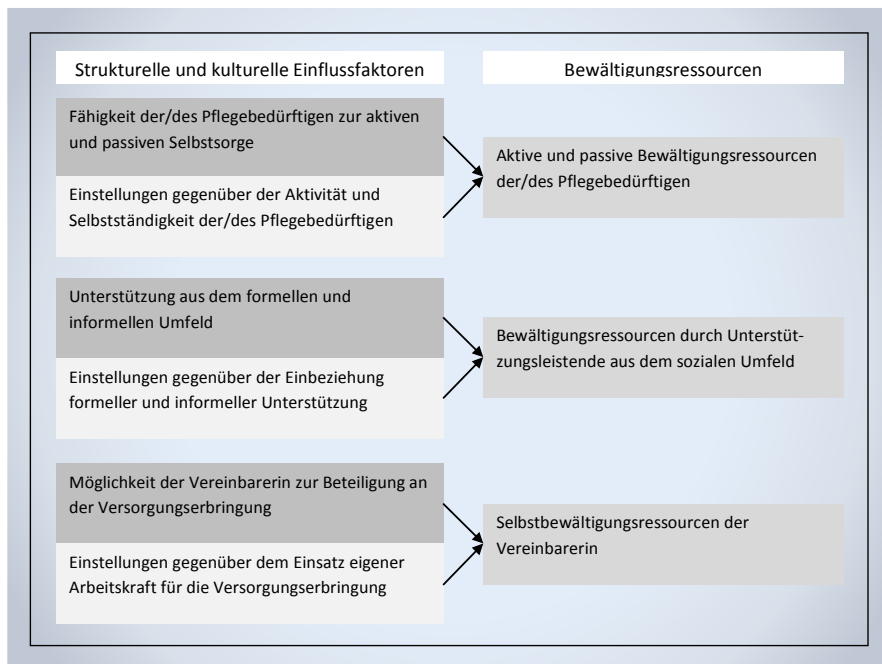 Strukturelle und kulturelle Einflussfaktoren
Bewältigungsressourcen
Fähigkeit der/des Pflegebedürftigen zur aktiven
und passiven Selbstsorge
Einstellungen gegenüber der Aktivität und
Selbstständigkeit der/des Pflegebedürftigen
Aktive und passive Bewältigungsressourcen
der/des Pflegebedürftigen
Unterstützung aus dem formellen und
informellen Umfeld
Einstellungen gegenüber der Einbeziehung
formeller und informeller Unterstützung
Bewältigungsressourcen durch Unterstüt-
zungsleistende aus dem sozialen Umfeld
Möglichkeit der Vereinbarerin zur Beteiligung an
der Versorgungserbringung
Einstellungen gegenüber dem Einsatz eigener
Arbeitskraft für die Versorgungserbringung
Selbstbewältigungsressourcen der
Vereinbarerin